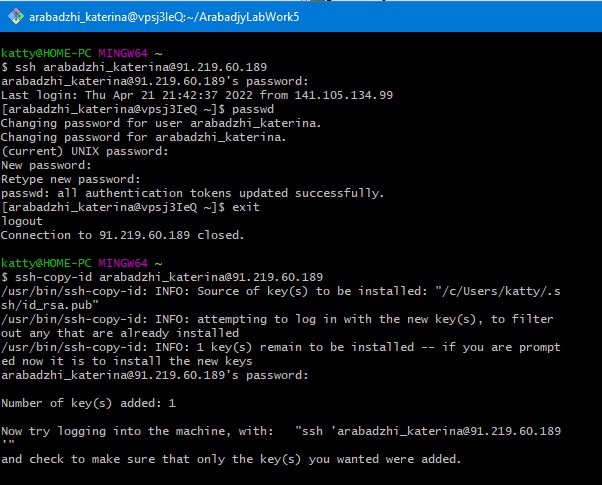 arabadzhi_katerina@vpsj3IeQ:~/ArabadjyLabWork5
katty@HOME-PC MINGW64 ~
$ ssh arabadzhi_katerina@91.219.60.189
arabadzhi_katerina@91.219.60.189's password:
Last login: Thu Apr 21 21:42:37 2022 from 141.105.134.99
[arabadzhi_katerina@vpsj3IeQ ~]$ passwd
Changing password for user arabadzhi_katerina.
Changing password for arabadzhi_katerina.
(current) UNIX password:
New password:
Retype new password:
passwd: all authentication tokens updated successfully.
[arabadzhi_katerina@vpsj3IeQ ~]$ exit
logout
Connection to 91.219.60.189 closed.
katty@HOME-PC MINGW64 ~
$ ssh-copy-id arabadzhi_katerina@91.219.60.189
/usr/bin/ssh-copy-id: INFO: Source of key(s) to be installed: "/c/Users/katty/.s
sh/id_rsa.pub"
/usr/bin/ssh-copy-id: INFO: attempting to log in with the new key(s), to filter
out any that are already installed
/usr/bin/ssh-copy-id: INFO: 1 key(s) remain to be installed -- if you are prompt
ed now it is to install the new keys
arabadzhi_katerina@91.219.60.189's password:
Number of key(s) added: 1
Now try logging into the machine, with:   "ssh 'arabadzhi_katerina@91.219.60.189
'"
and check to make sure that only the key(s) you wanted were added.